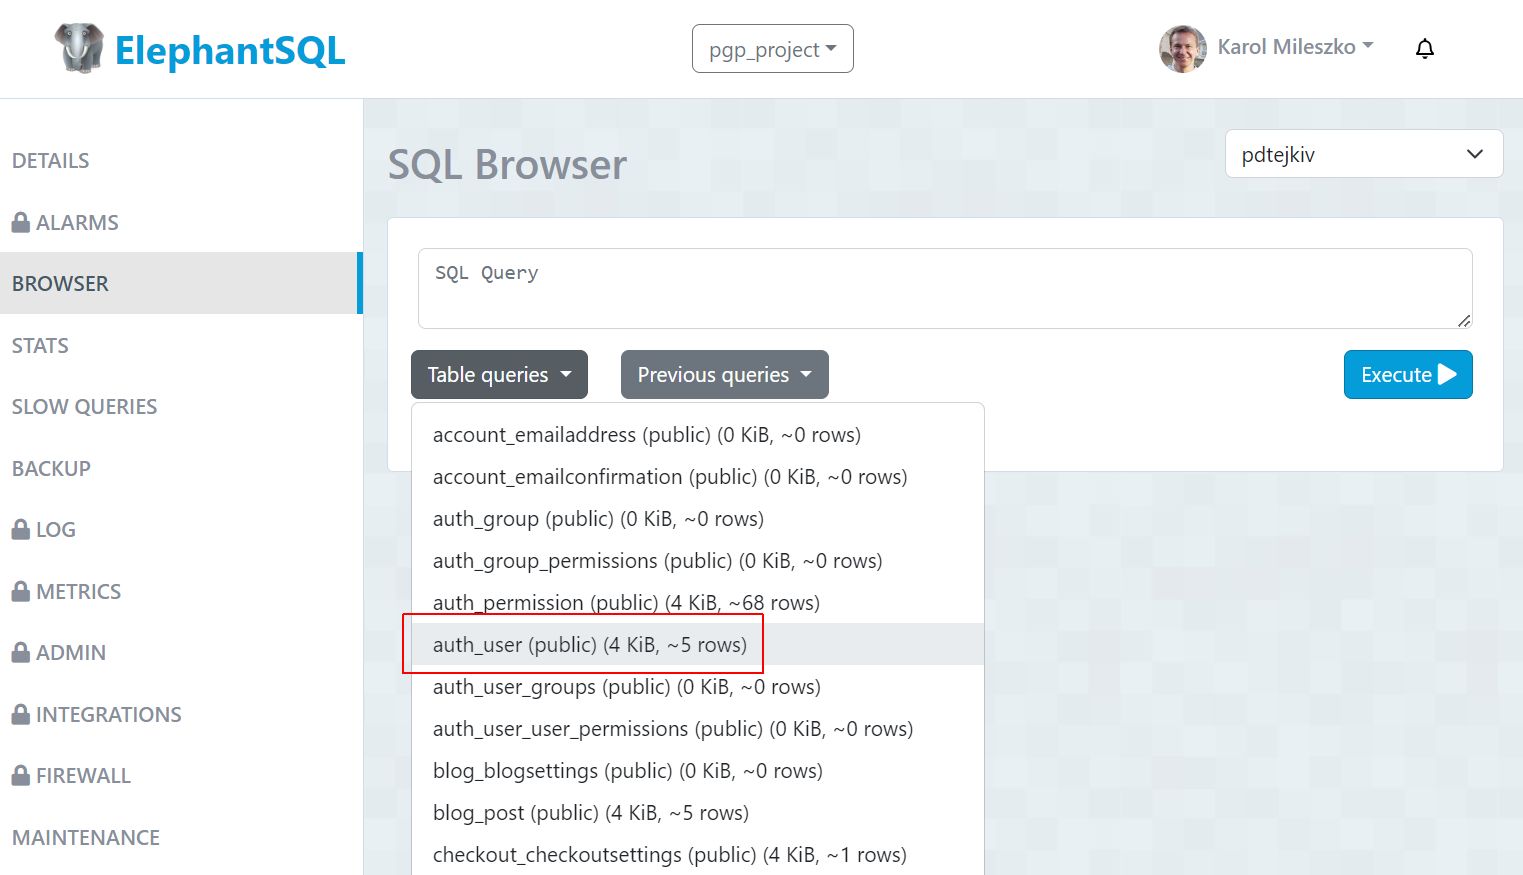 ElephantSQL
pgp_project
Karol Mileszko
DETAILS
ALARMS
BROWSER
STATS
SLOW QUERIES
BACKUP
LOG
METRICS
ADMIN
INTEGRATIONS
FIREWALL
MAINTENANCE
SQL Browser
pdtejkiv
SQL Query
Table queries
Previous queries
Execute
account_emailaddress (public) (0 KiB, ~0 rows)
account_emailconfirmation (public) (0 KiB, ~0 rows)
auth_group (public) (0 KiB, ~0 rows)
auth_group_permissions (public) (0 KiB, ~0 rows)
auth_permission (public) (4 KiB, ~68 rows)
auth_user (public) (4 KiB, ~5 rows)
auth_user_groups (public) (0 KiB, ~0 rows)
auth_user_user_permissions (public) (0 KiB, ~0 rows)
blog_blogsettings (public) (0 KiB, ~0 rows)
blog_post (public) (4 KiB, ~5 rows)
checkout_checkoutsettings (public) (4 KiB, ~1 rows)